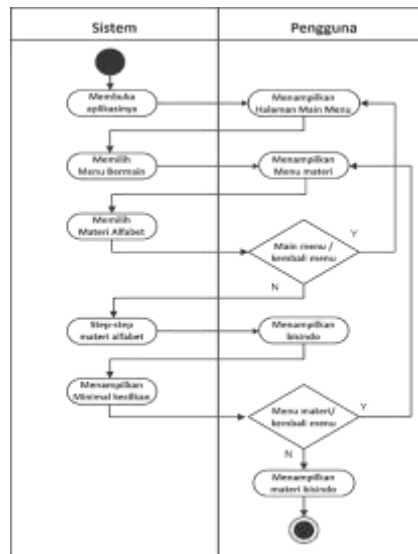 Sistem
Pengguna
Membuka
aplikasinya
Menampilkan
Halaman Main Menu
Memilih
Menu Bermain
Menampilkan
Menu materi
Memilih
Materi Alfabet
Main menu /
kembali menu
Y
N
Step-step
materi alfabet
Menampilkan
bisindo
Menampilkan
Minimal kecilkan
Menu materi/
kembali menu
Y
N
Menampilkan
materi bisindo